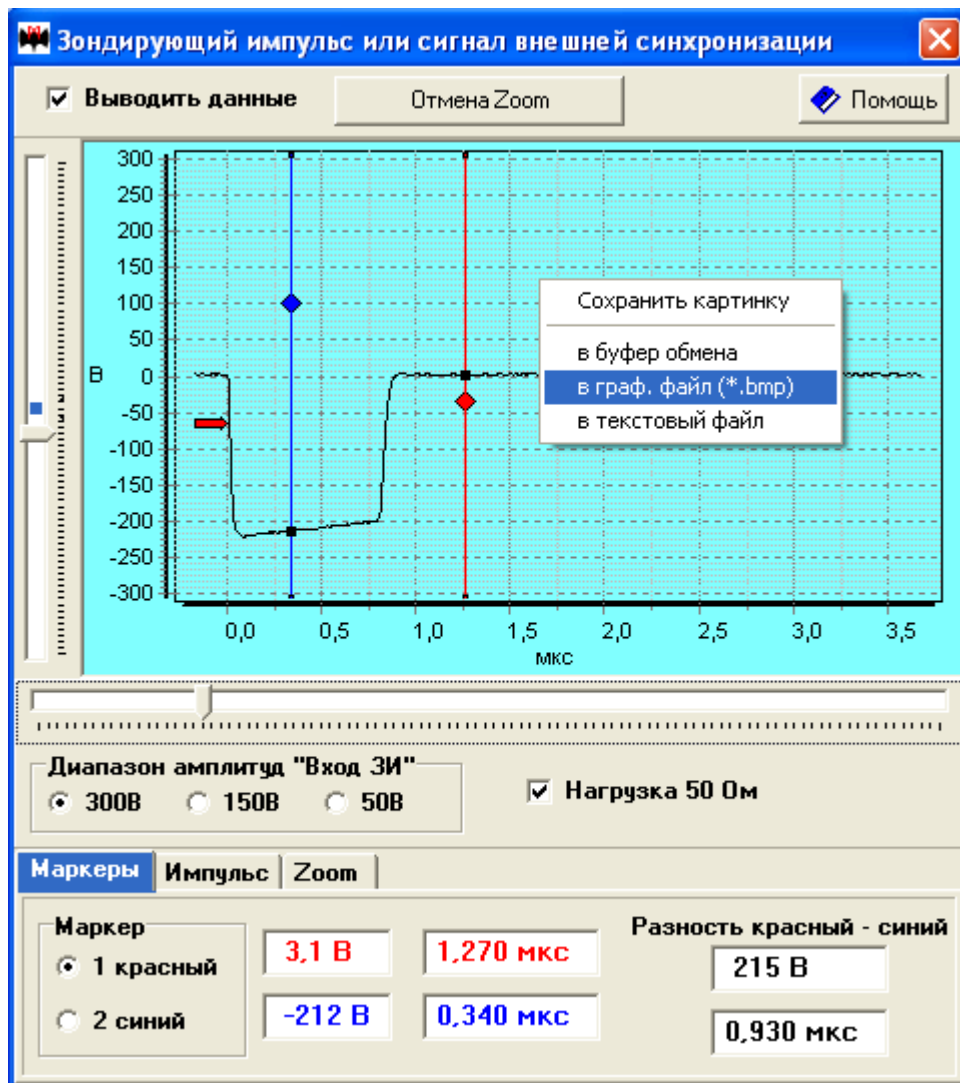 Зондирующий импульс или сигнал внешней синхронизации
Выводить данные
Отмена Zoom
Помощь
300
250
200
150
100
50
В 0
-50
-100
-150
-200
-250
-300
Сохранить картинку
в буфер обмена
в граф. файл (*.bmp)
в текстовый файл
0,0 0,5 1,0 1,5 2,0 2,5 3,0 3,5
мкс
Диапазон амплитуд "Вход ЗИ"
300В 150В 50В
Нагрузка 50 Ом
Маркеры Импульс Zoom
Маркер
1 красный
2 синий
3,1 В 1,270 мкс
-212 В 0,340 мкс
Разность красный - синий
215 В
0,930 мкс